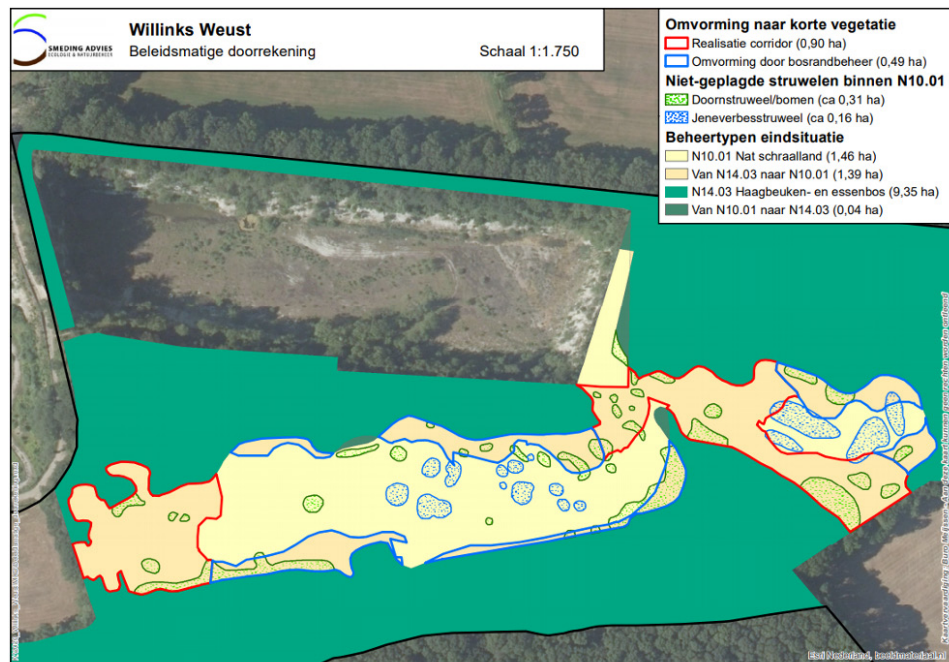 SMEDING ADVIES
ECOLOGIE & NATUURBEHEER
Willinks Weust
Beleidsmatige doorrekening
Schaal 1:1.750
Omvorming naar korte vegetatie
Realisatie corridor (0,90 ha)
Omvorming door bosrandbeheer (0,49 ha)
Niet-geplagde struwelen binnen N10.01
Doornstruweel/bomen (ca 0,31 ha)
Jeneverbesstruweel (ca 0,16 ha)
Beheertypen eindsituatie
N10.01 Nat schraalland (1,46 ha)
Van N14.03 naar N10.01 (1,39 ha)
N14.03 Haagbeuken- en essenbos (9,35 ha)
Van N10.01 naar N14.03 (0,04 ha)
Esri Nederland, beeldmateriaal.nl